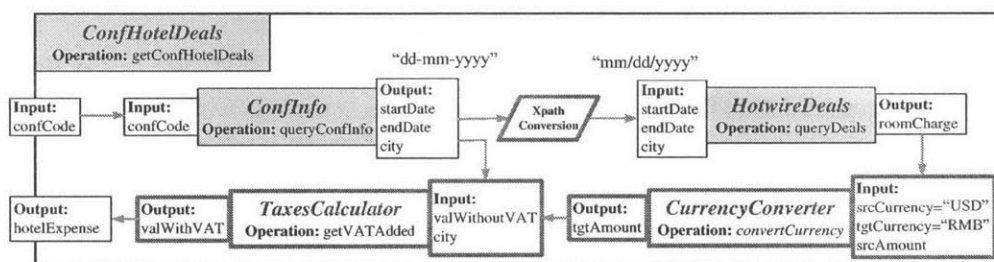 ConfHotelDeals
Operation: getConfHotelDeals
"dd-mm-yyyy"
"mm/dd/yyyy"
Input:
confCode
Input:
confCode
ConfInfo
Operation: queryConfInfo
Output:
startDate
endDate
city
Xpath
Conversion
Input:
startDate
endDate
city
HotwireDeals
Operation: queryDeals
Output:
roomCharge
Output:
hotelExpense
Output:
valWithVAT
TaxesCalculator
Operation: getVATAdded
Input:
valWithoutVAT
city
Output:
tgtAmount
CurrencyConverter
Operation: convertCurrency
Input:
srcCurrency="USD"
tgtCurrency="RMB"
srcAmount